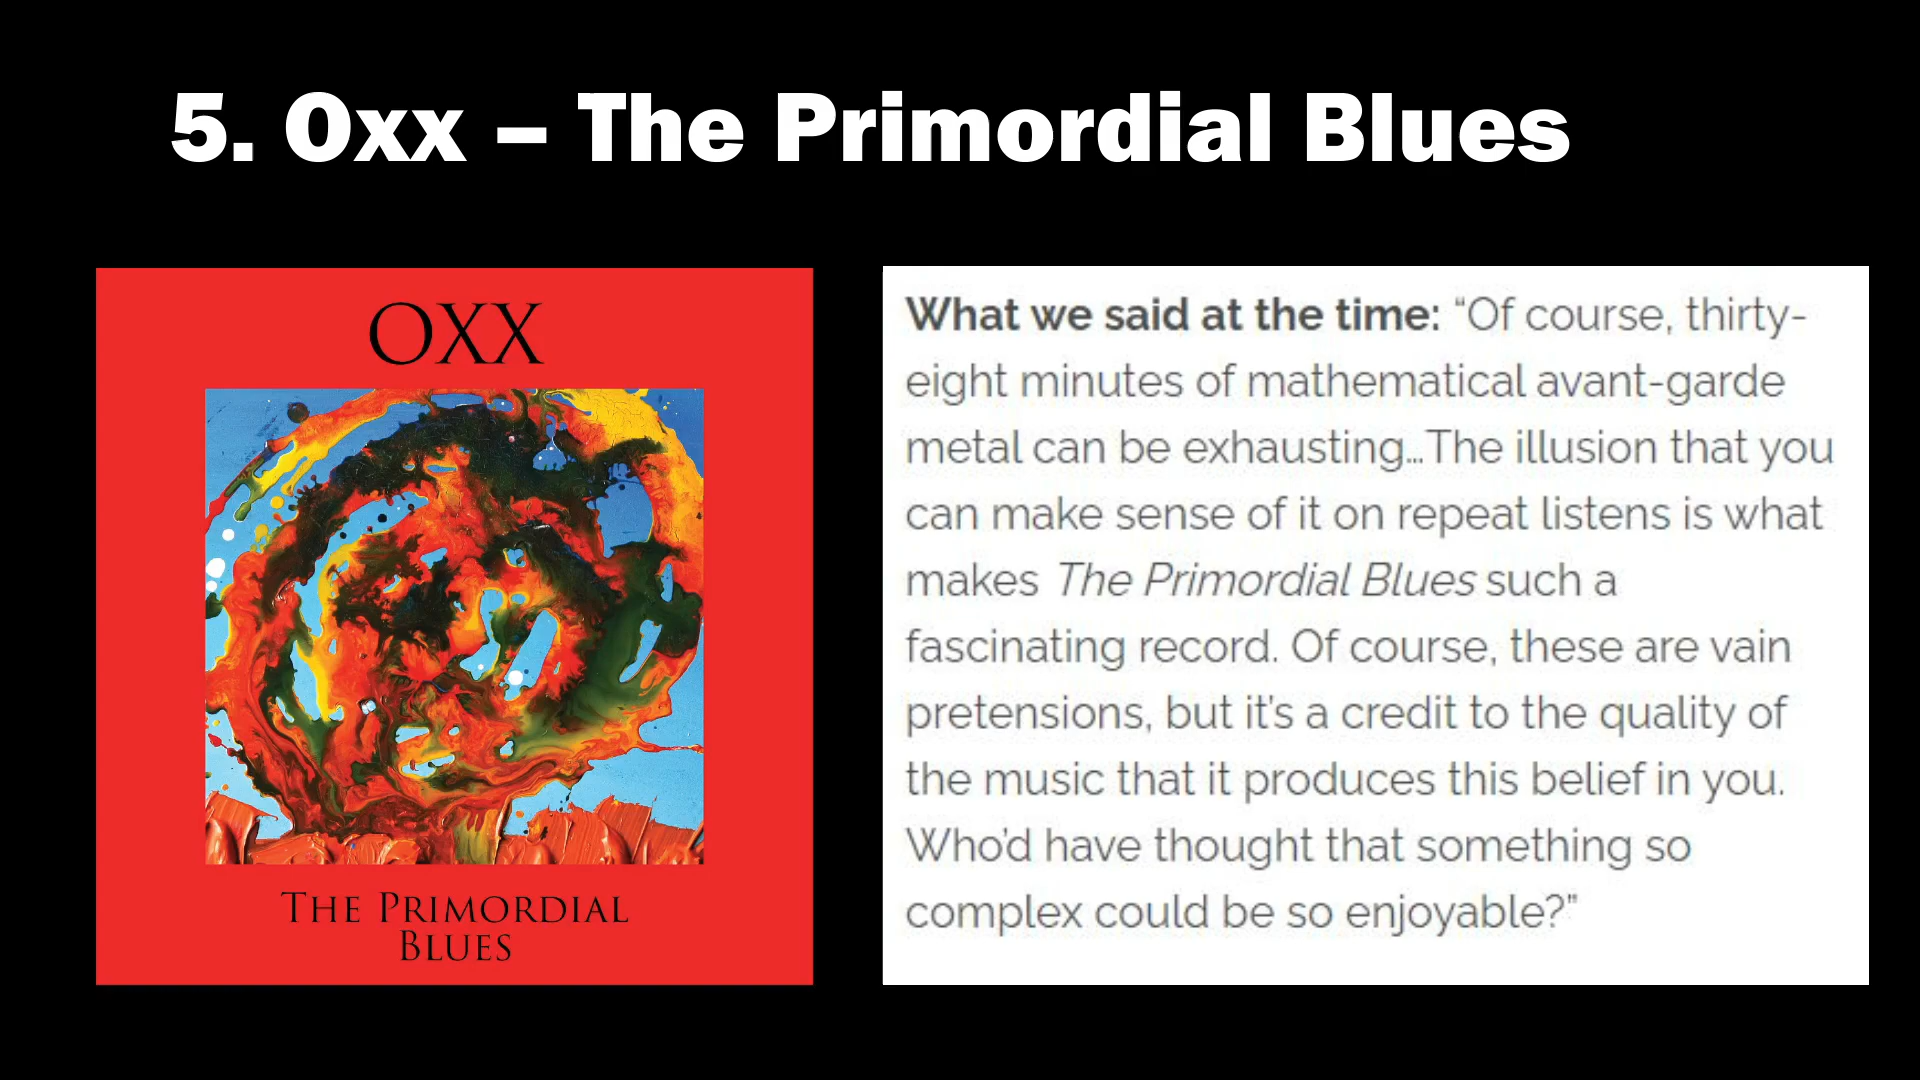 5. Oxx – The Primordial Blues
OXX
THE PRIMORDIAL
BLUES
What we said at the time: “Of course, thirty-
eight minutes of mathematical avant-garde
metal can be exhausting…The illusion that you
can make sense of it on repeat listens is what
makes The Primordial Blues such a
fascinating record. Of course, these are vain
pretensions, but it’s a credit to the quality of
the music that it produces this belief in you.
Who’d have thought that something so
complex could be so enjoyable?”